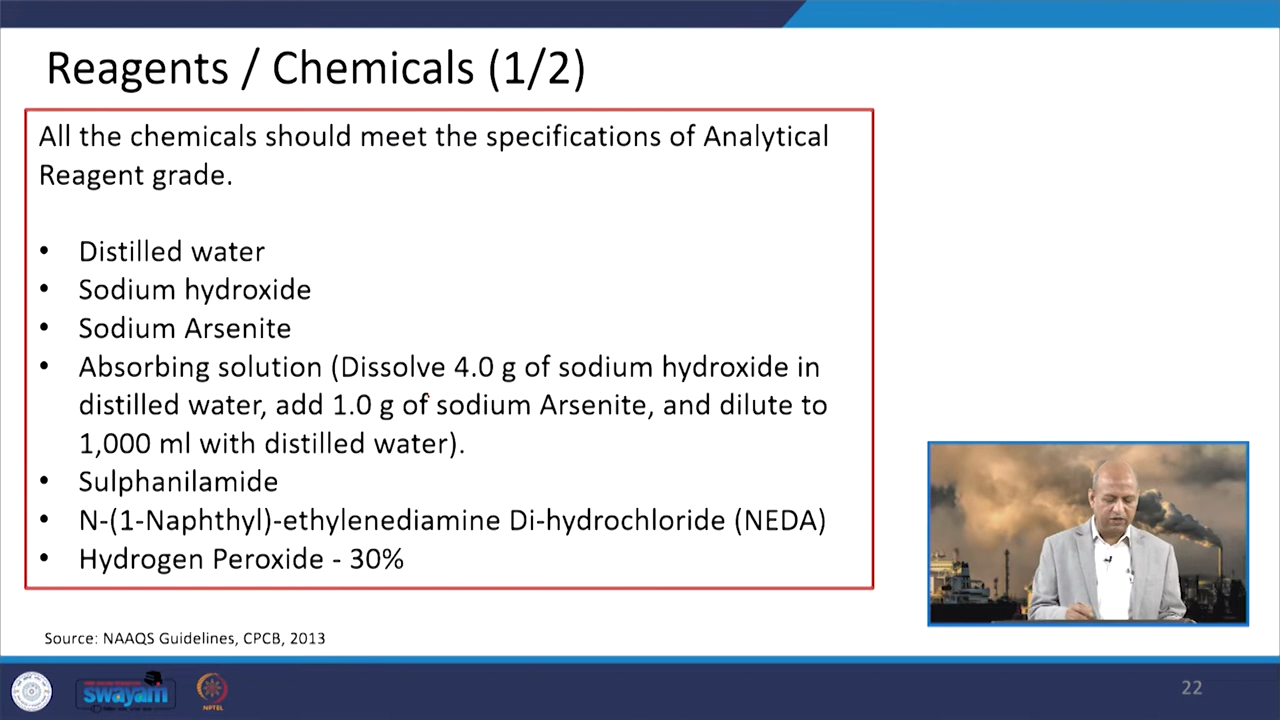 Reagents / Chemicals (1/2)
All the chemicals should meet the specifications of Analytical
Reagent grade.
• Distilled water
• Sodium hydroxide
• Sodium Arsenite
• Absorbing solution (Dissolve 4.0 g of sodium hydroxide in
distilled water, add 1.0 g of sodium Arsenite, and dilute to
1,000 ml with distilled water).
• Sulphanilamide
• N-(1-Naphthyl)-ethylenediamine Di-hydrochloride (NEDA)
• Hydrogen Peroxide - 30%
Source: NAAQS Guidelines, CPCB, 2013
swayam
NPTEL
22